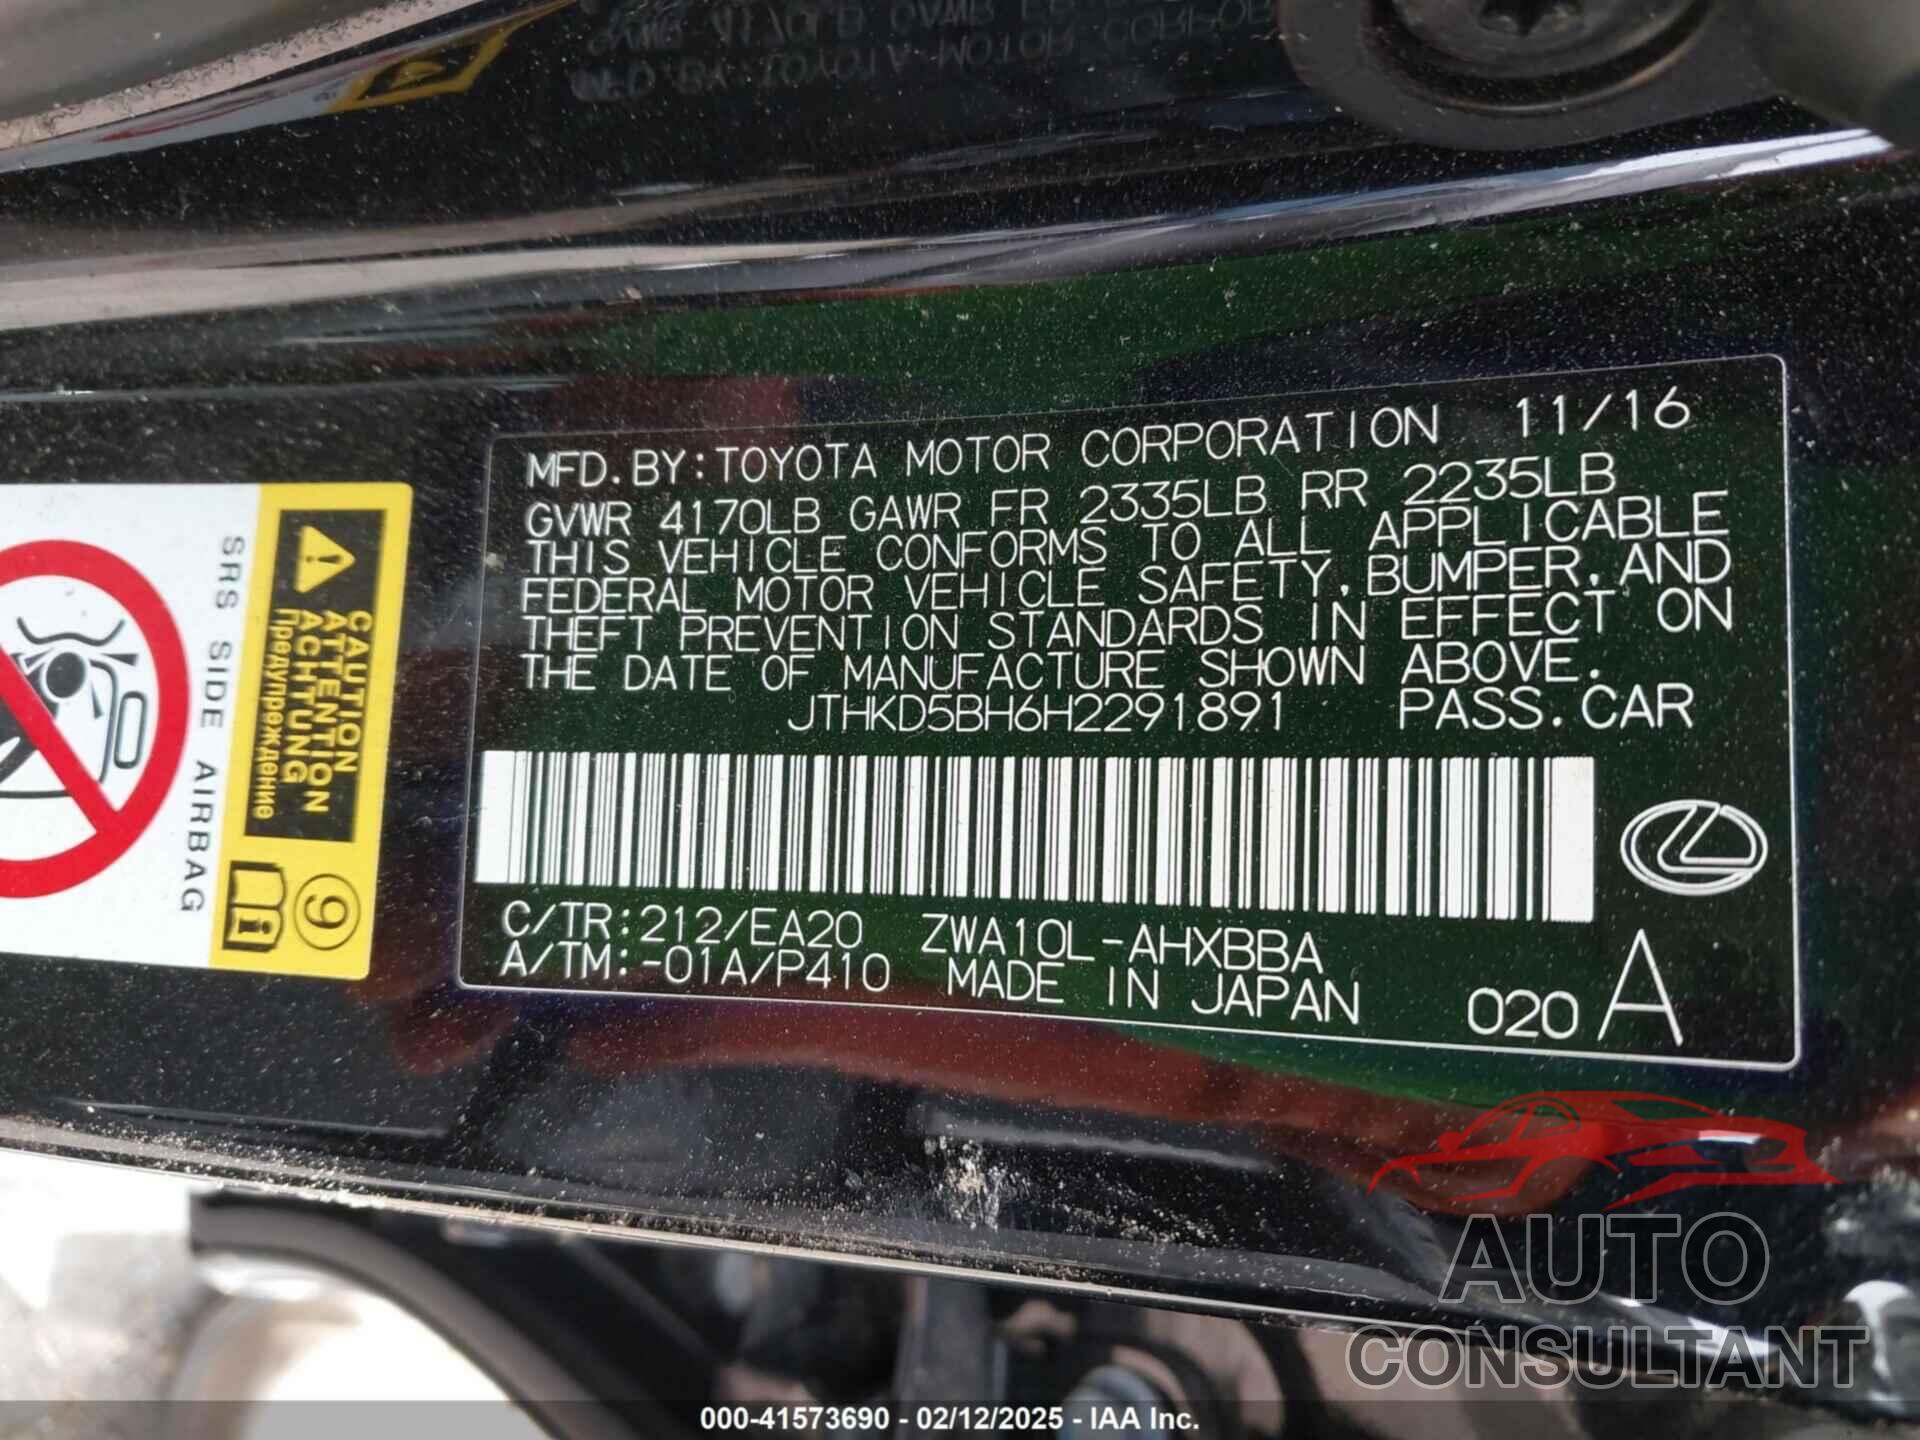 MFD.BY:TOYOTA MOTOR CORPORATION 11/16
GVWR 4170LB GAWR FR 2335LB RR 2235LB
THIS VEHICLE CONFORMS TO ALL APPLICABLE
FEDERAL MOTOR VEHICLE SAFETY, BUMPER, AND
THEFT PREVENTION STANDARDS IN EFFECT ON
THE DATE OF MANUFACTURE SHOWN ABOVE.
JTHKD5BH6H2291891 PASS.CAR
C/TR:212/EA20 ZWA10L-AHXBBA
A/TM:-01A/P410 MADE IN JAPAN 020 A
CAUTION
ATTENTION
ACHTUNG
Предупреждение
SRS SIDE AIRBAG
9
AUTO
CONSULTANT
000-41573690 - 02/12/2025 - IAA Inc.